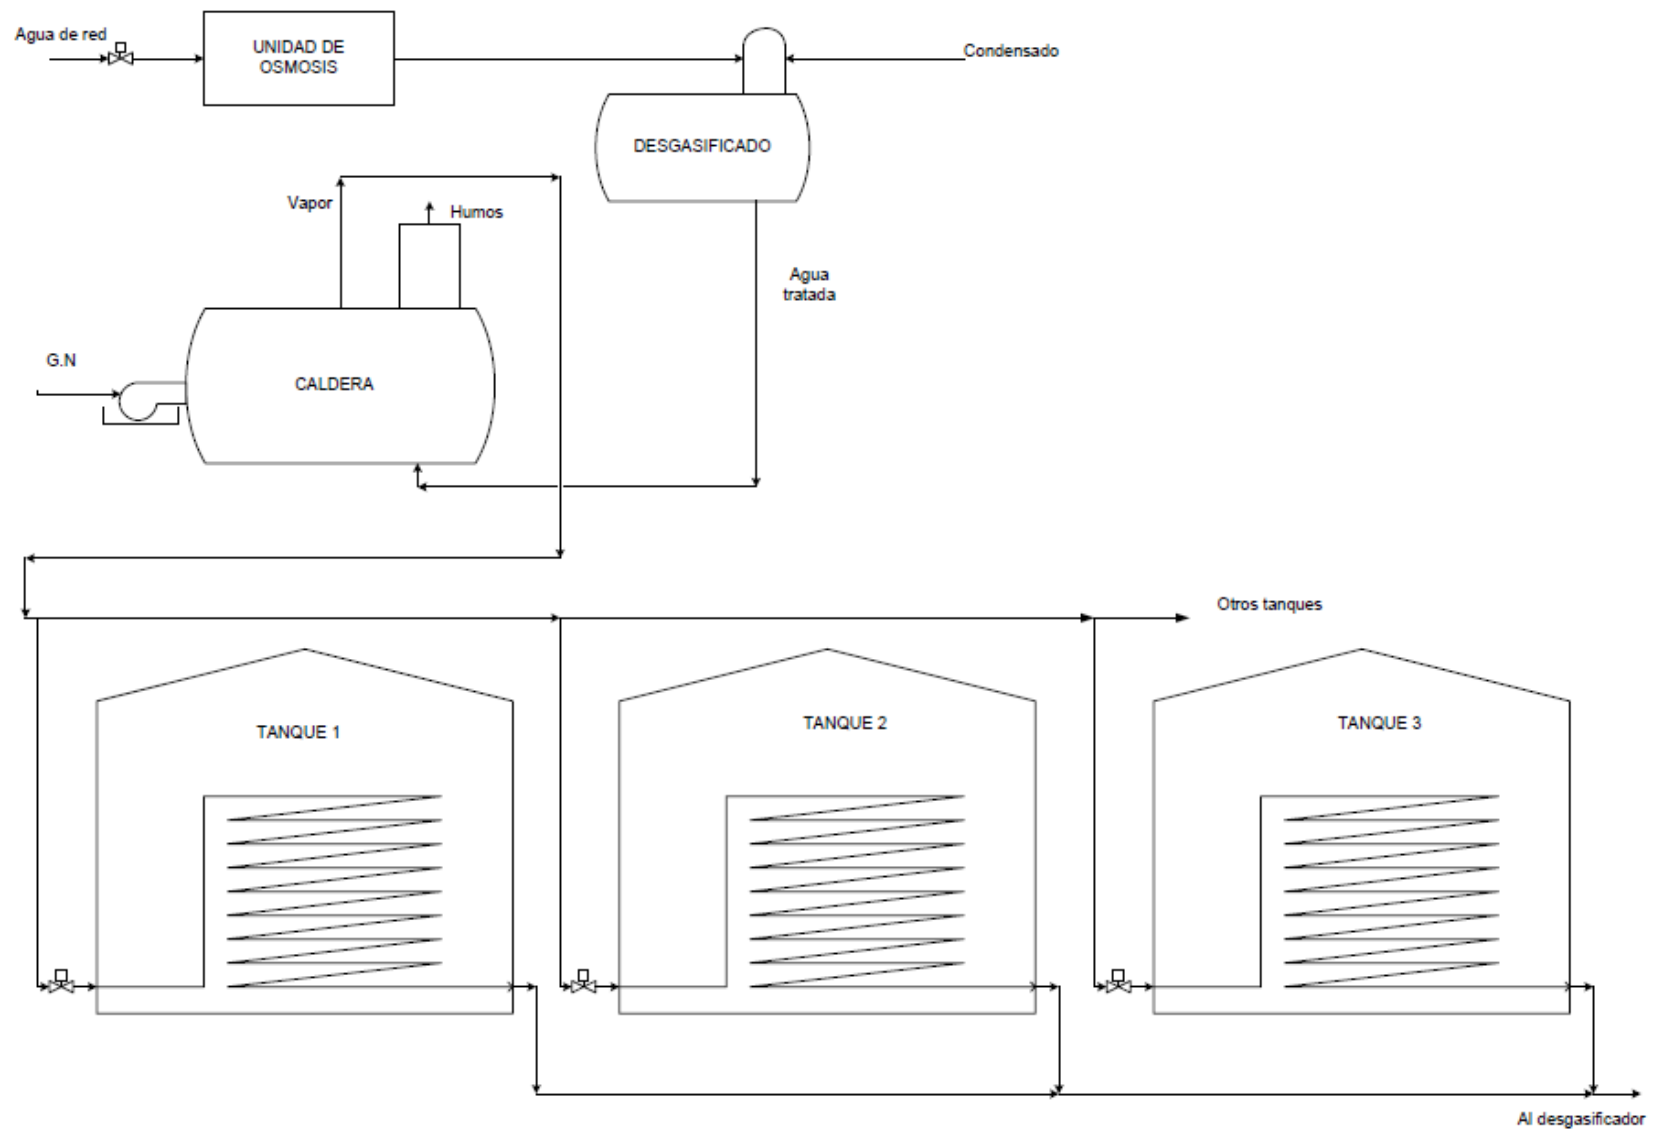 Agua de red
UNIDAD DE
OSMOSIS
Condensado
DESGASIFICADO
Vapor
Humos
Agua
tratada
G.N
CALDERA
Otros tanques
TANQUE 1
TANQUE 2
TANQUE 3
Al desgasificador